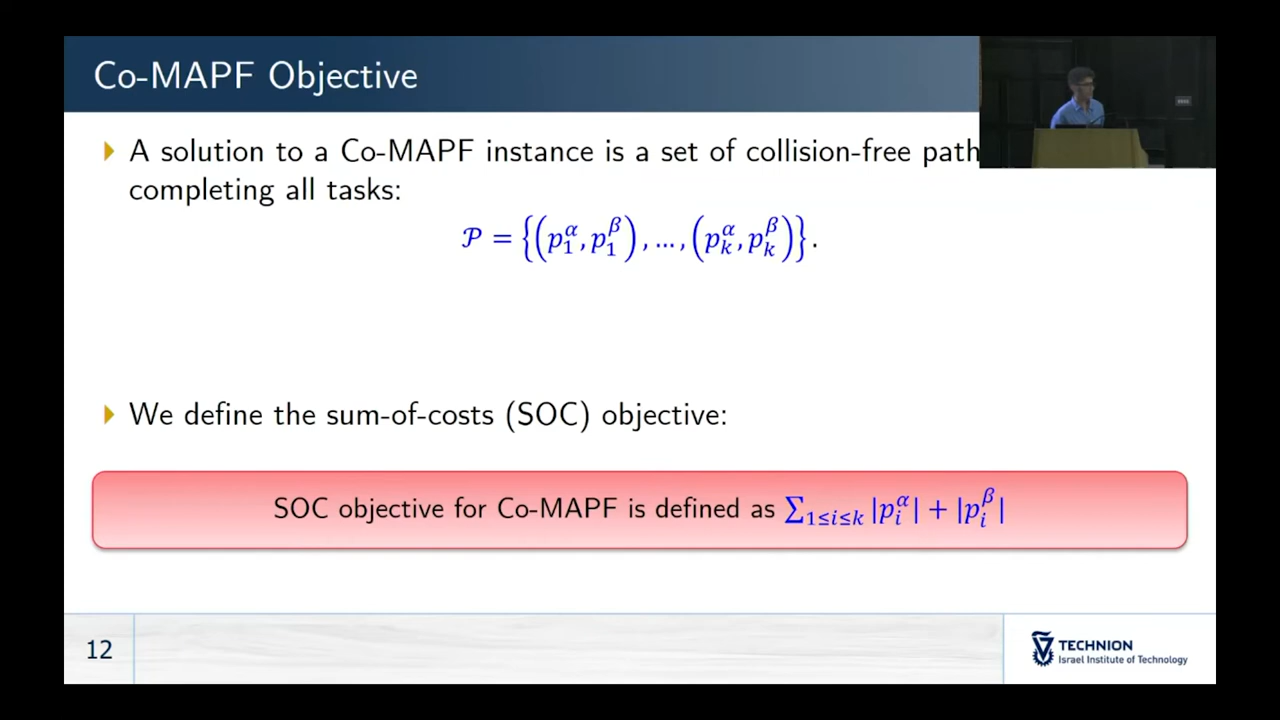 Co-MAPF Objective
A solution to a Co-MAPF instance is a set of collision-free
completing all tasks:
𝒫 = {(p₁^α, p₁^β), …, (p_k^α, p_k^β)}.
We define the sum-of-costs (SOC) objective:
SOC objective for Co-MAPF is defined as ∑_{1≤i≤k} |p_i^α| + |p_i^β|
12
TECHNION
Israel Institute of Technology